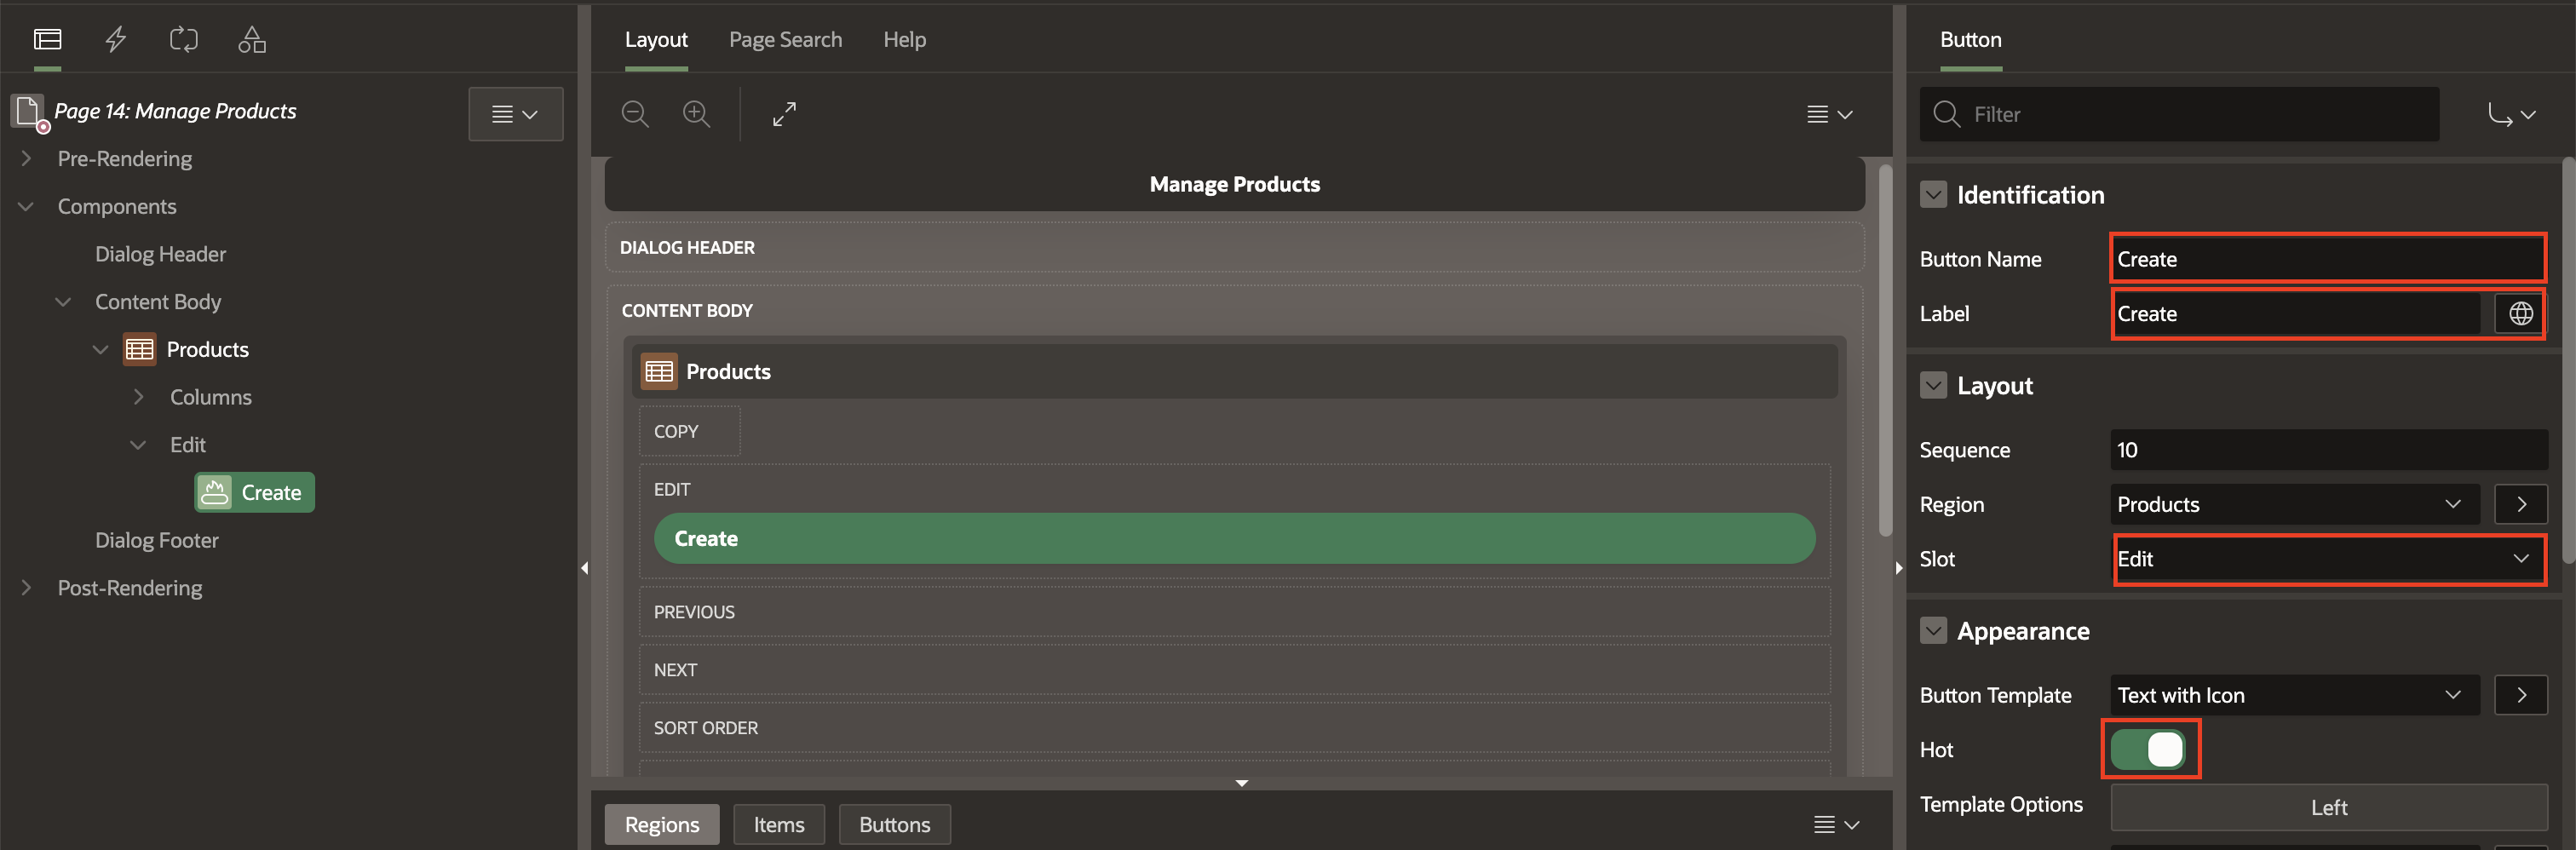 Page 14: Manage Products
Pre-Rendering
Components
Dialog Header
Content Body
Products
Columns
Edit
Create
Dialog Footer
Post-Rendering
Layout
Page Search
Help
Manage Products
DIALOG HEADER
CONTENT BODY
Products
COPY
EDIT
Create
PREVIOUS
NEXT
SORT ORDER
Regions
Items
Buttons
Button
Filter
Identification
Button Name Create
Label Create
Layout
Sequence 10
Region Products
Slot Edit
Appearance
Button Template Text with Icon
Hot
Template Options Left